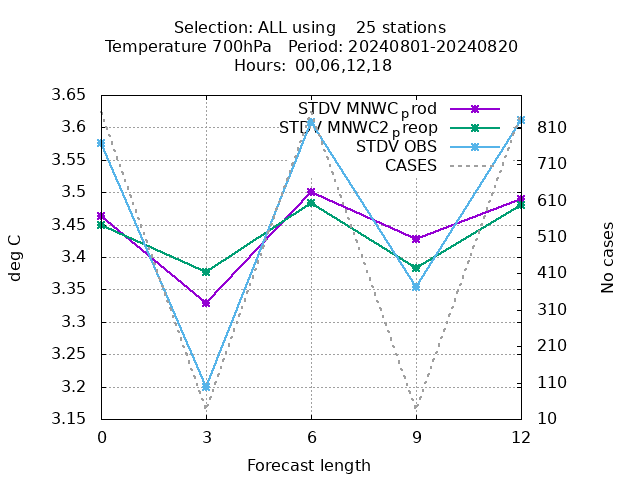 Selection: ALL using    25 stations
Temperature 700hPa   Period: 20240801-20240820
Hours:  00,06,12,18
STDV MNWC_prod
STDV MNWC2_preop
STDV OBS
CASES
3.65
3.6
3.55
3.5
3.45
3.4
3.35
3.3
3.25
3.2
3.15
810
710
610
510
410
310
210
110
10
deg C
No cases
0 3 6 9 12
Forecast length